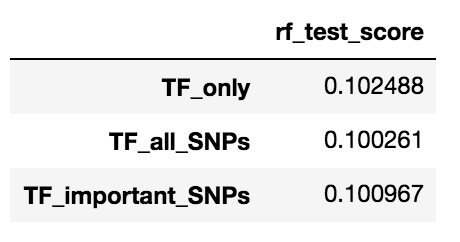 rf_test_score
TF_only 0.102488
TF_all_SNPs 0.100261
TF_important_SNPs 0.100967